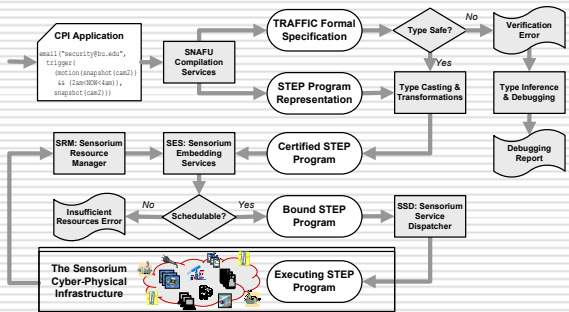 CPI Application
email("security@bu.edu",
trigger(
(motion(snapshot(cam2))
&& (2am<NOW<4am)),
snapshot(cam2)))
SNAFU
Compilation
Services
TRAFFIC Formal
Specification
Type Safe?
No
Verification
Error
Yes
STEP Program
Representation
Type Casting &
Transformations
Type Inference
& Debugging
SRM: Sensorium
Resource
Manager
SES: Sensorium
Embedding
Services
Certified STEP
Program
Debugging
Report
Insufficient
Resources Error
No
Schedulable?
Yes
Bound STEP
Program
SSD: Sensorium
Service
Dispatcher
The Sensorium
Cyber-Physical
Infrastructure
Executing STEP
Program